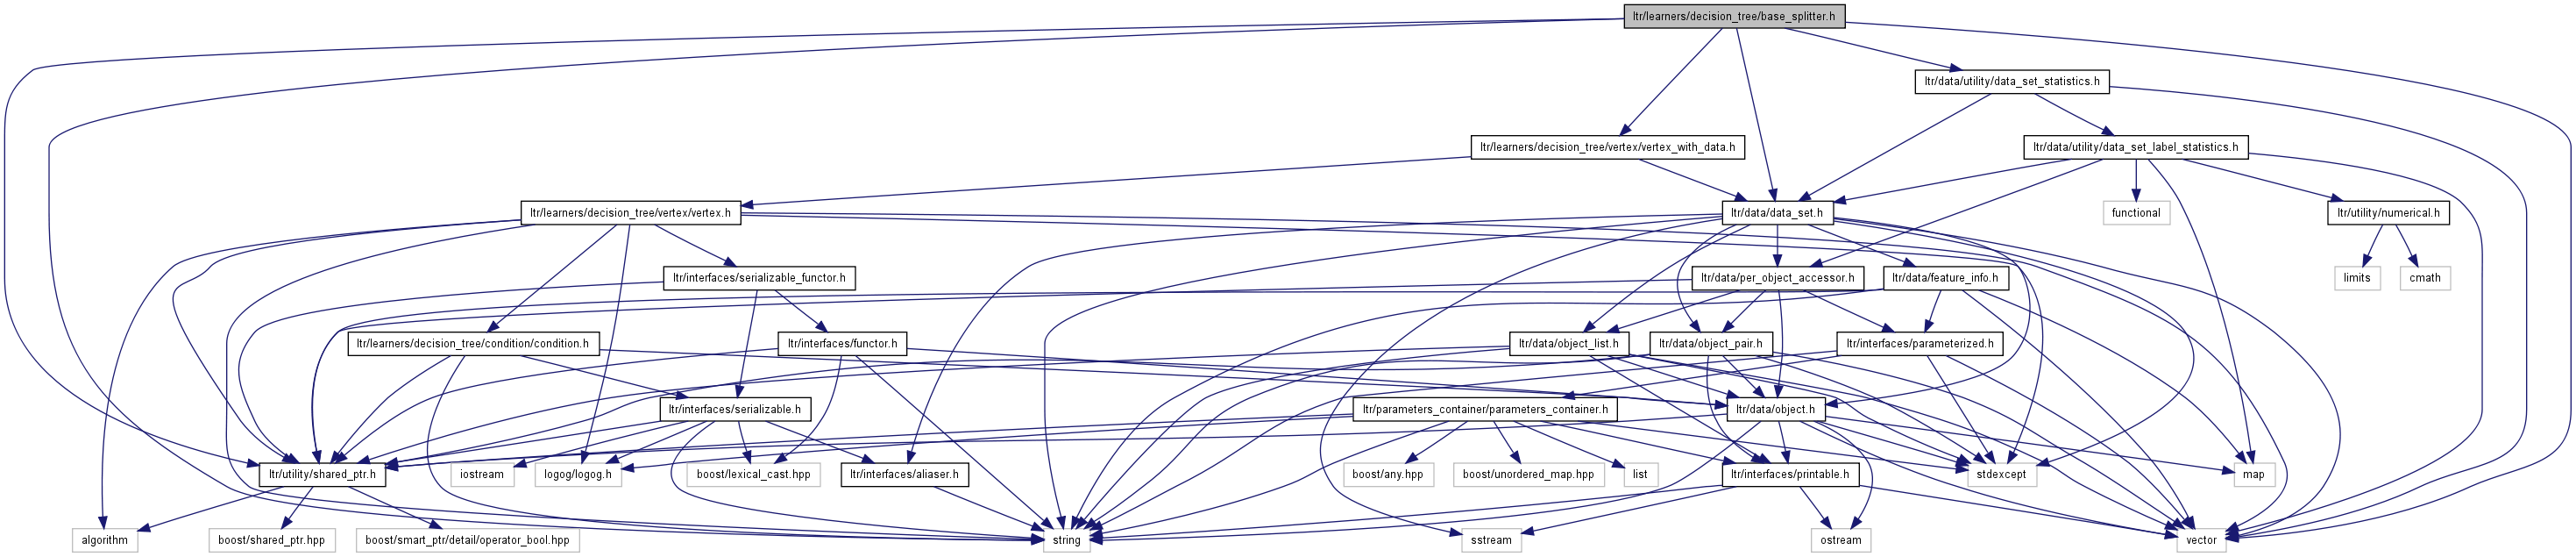 ltr/learners/decision_tree/base_splitter.h
ltr/data/utility/data_set_statistics.h
ltr/learners/decision_tree/vertex/vertex_with_data.h
ltr/data/utility/data_set_label_statistics.h
ltr/learners/decision_tree/vertex/vertex.h
ltr/data/data_set.h
functional
ltr/utility/numerical.h
ltr/interfaces/serializable_functor.h
ltr/data/per_object_accessor.h
ltr/data/feature_info.h
limits
cmath
ltr/learners/decision_tree/condition/condition.h
ltr/interfaces/functor.h
ltr/data/object_list.h
ltr/data/object_pair.h
ltr/interfaces/parameterized.h
ltr/interfaces/serializable.h
ltr/parameters_container/parameters_container.h
ltr/data/object.h
ltr/utility/shared_ptr.h
iostream
logog/logog.h
boost/lexical_cast.hpp
ltr/interfaces/aliaser.h
boost/any.hpp
boost/unordered_map.hpp
list
ltr/interfaces/printable.h
stdexcept
map
algorithm
boost/shared_ptr.hpp
boost/smart_ptr/detail/operator_bool.hpp
string
sstream
ostream
vector